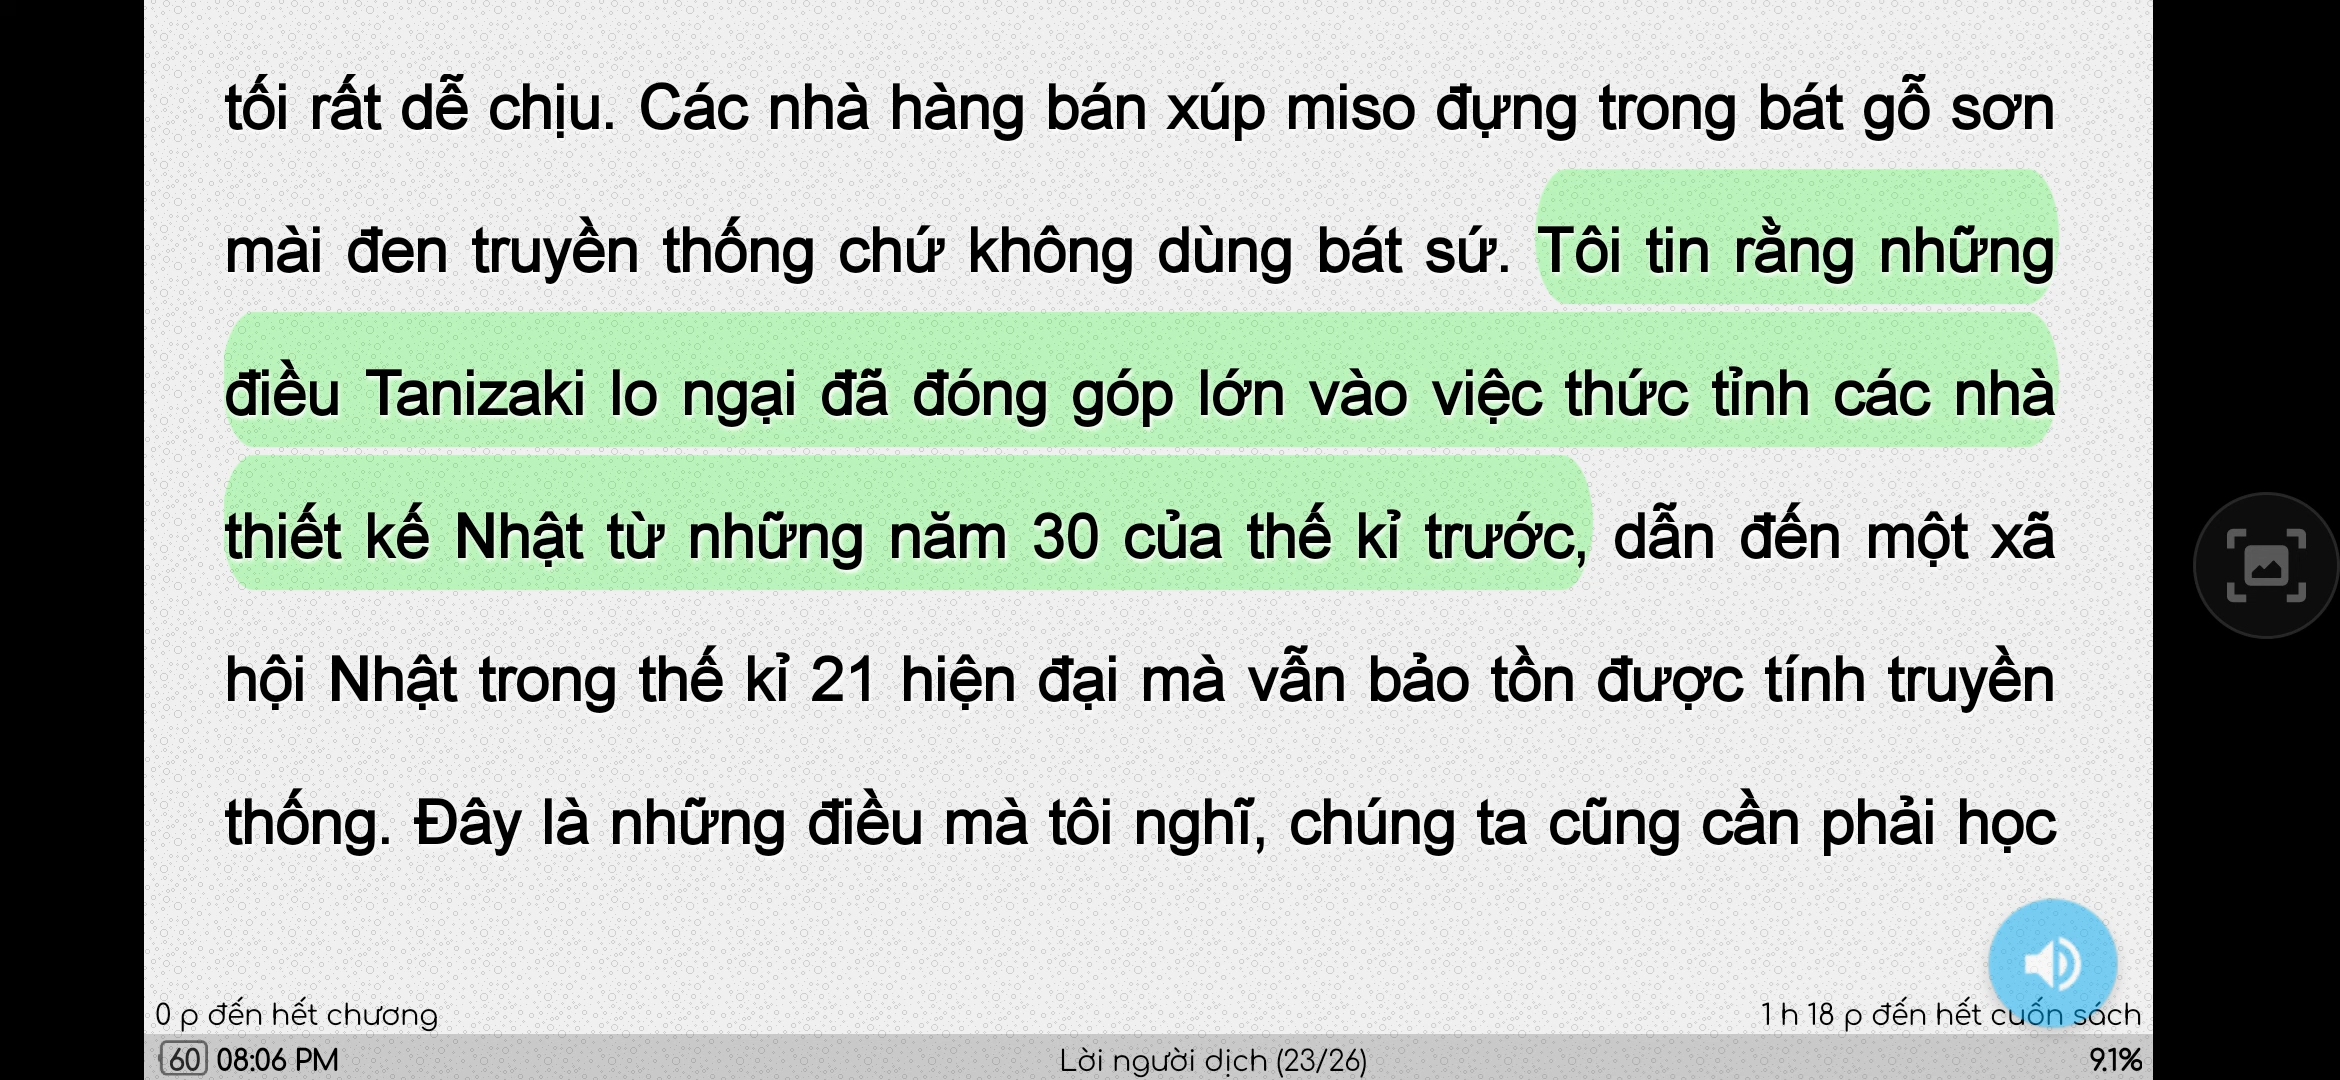 tối rất dễ chịu. Các nhà hàng bán xúp miso đựng trong bát gỗ sơn
mài đen truyền thống chứ không dùng bát sứ. Tôi tin rằng những
điều Tanizaki lo ngại đã đóng góp lớn vào việc thức tỉnh các nhà
thiết kế Nhật từ những năm 30 của thế kỉ trước, dẫn đến một xã
hội Nhật trong thế kỉ 21 hiện đại mà vẫn bảo tồn được tính truyền
thống. Đây là những điều mà tôi nghĩ, chúng ta cũng cần phải học
0 p đến hết chương
1 h 18 p đến hết cuốn sách
60 08:06 PM
Lời người dịch (23/26)
9.1%